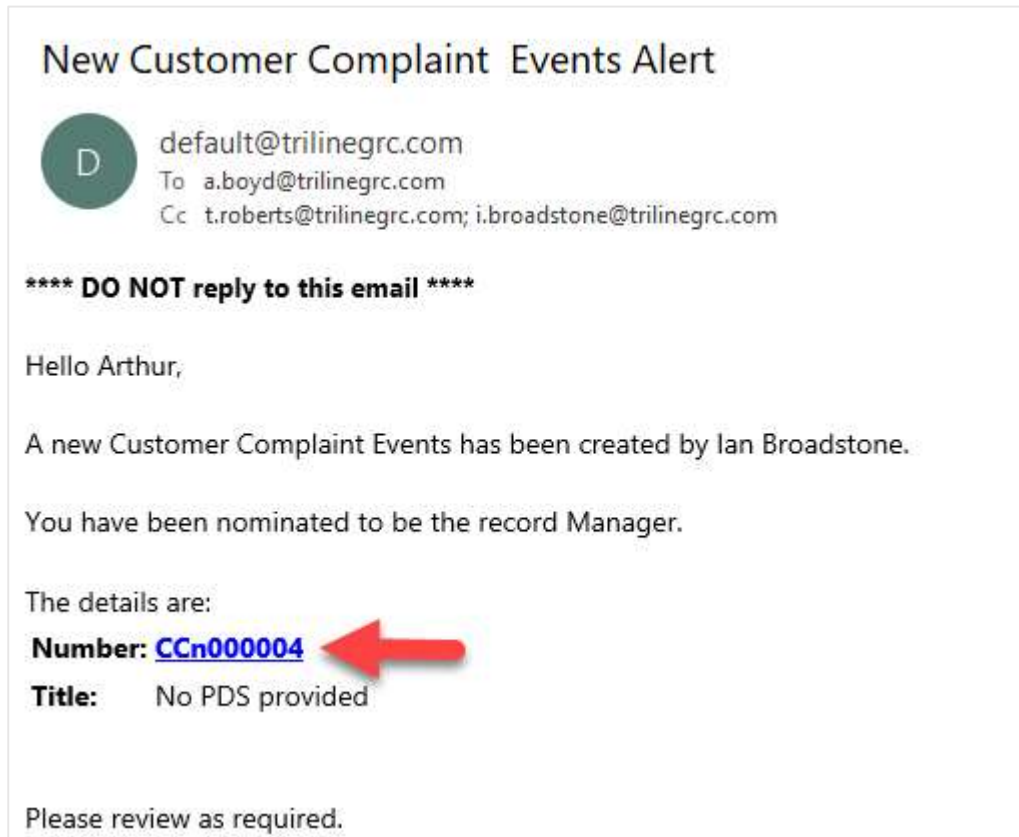 New Customer Complaint  Events Alert
D
default@trilinegrc.com
To a.boyd@trilinegrc.com
Cc t.roberts@trilinegrc.com; i.broadstone@trilinegrc.com
**** DO NOT reply to this email ****
Hello Arthur,
A new Customer Complaint Events has been created by Ian Broadstone.
You have been nominated to be the record Manager.
The details are:
Number: CCn000004
Title: No PDS provided
Please review as required.